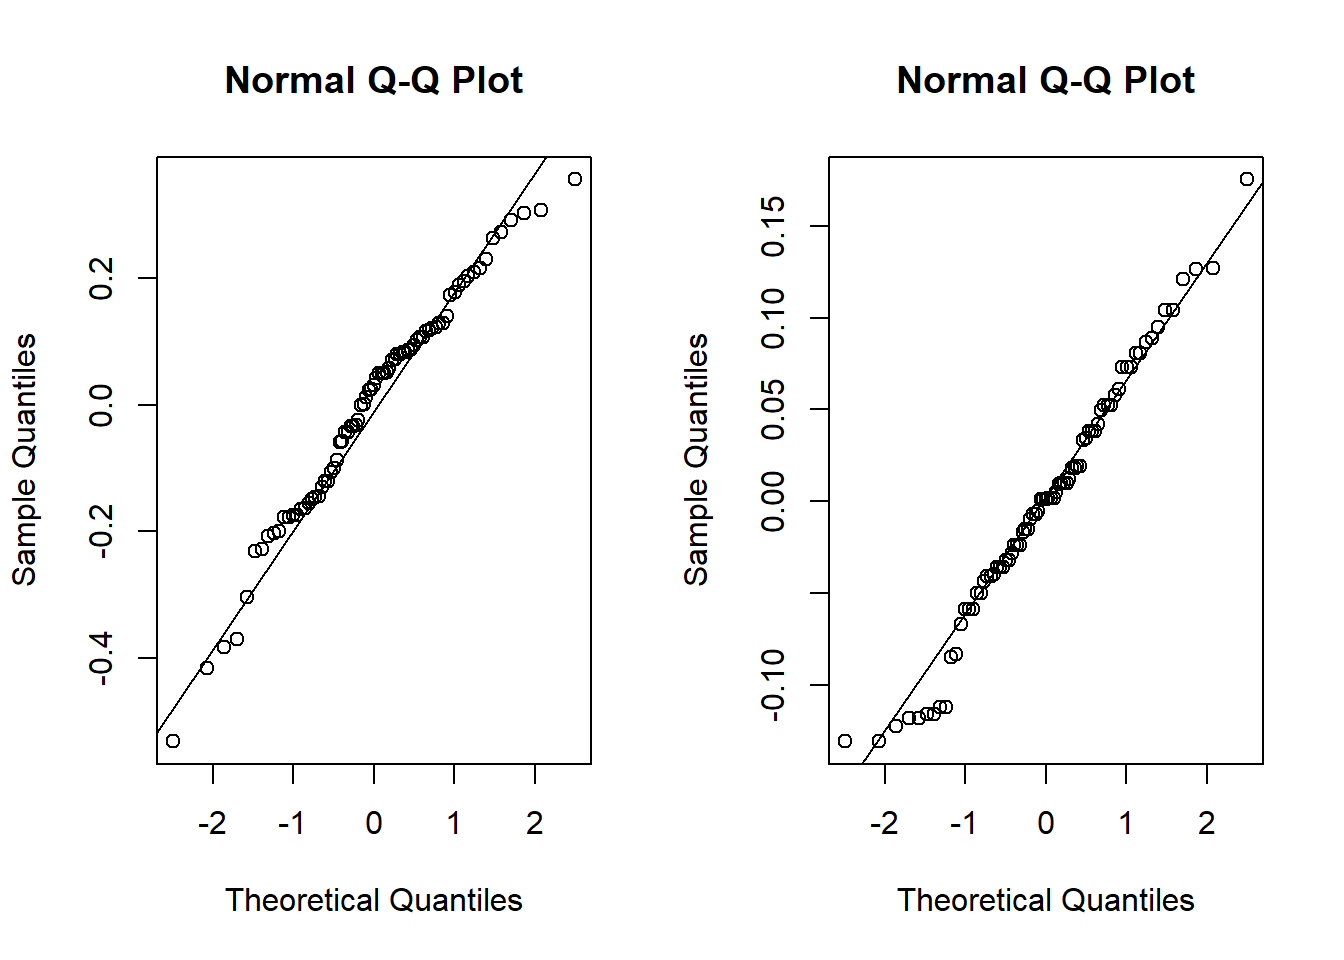 Normal Q-Q Plot
Sample Quantiles
0.2
0.0
-0.2
-0.4
-2 -1 0 1 2
Theoretical Quantiles
Normal Q-Q Plot
Sample Quantiles
0.15
0.10
0.05
0.00
-0.10
-2 -1 0 1 2
Theoretical Quantiles